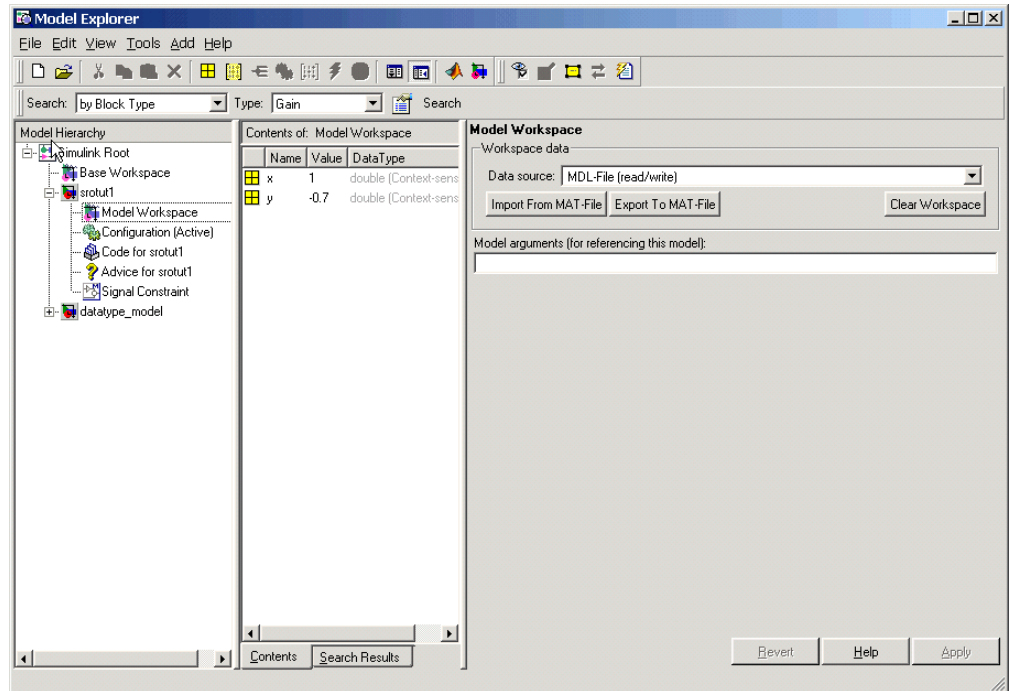 Model Explorer
File Edit View Tools Add Help
Search: by Block Type Type: Gain Search
Model Hierarchy
Simulink Root
Base Workspace
srotut1
Model Workspace
Configuration (Active)
Code for srotut1
Advice for srotut1
Signal Constraint
datatype_model
Contents of: Model Workspace
Name Value DataType
x 1 double (Context-sens
y -0.7 double (Context-sens
Contents Search Results
Model Workspace
Workspace data
Data source: MDL-File (read/write)
Import From MAT-File Export To MAT-File Clear Workspace
Model arguments (for referencing this model):
Revert Help Apply